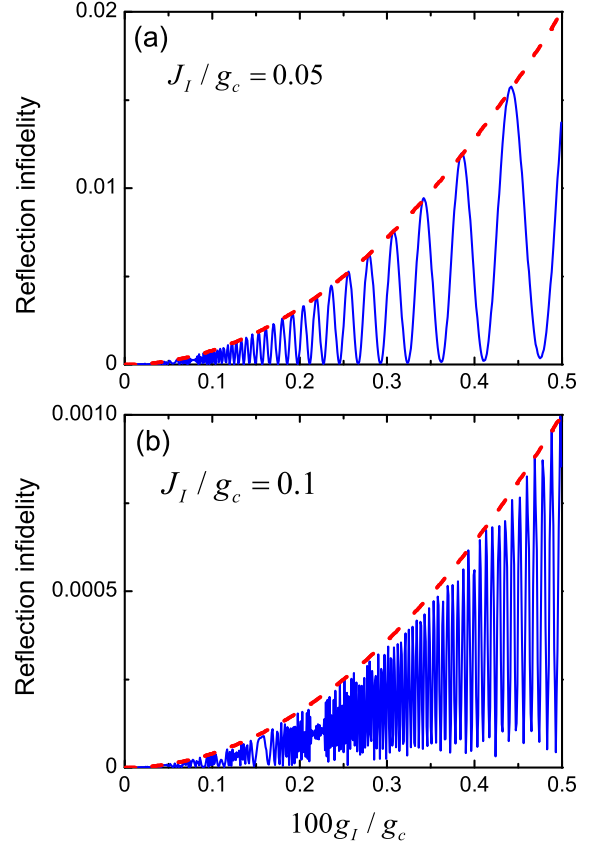 (a)
J_I / g_c = 0.05
Reflection infidelity
0.02
0.01
0
0 0.1 0.2 0.3 0.4 0.5
(b)
J_I / g_c = 0.1
Reflection infidelity
0.0010
0.0005
0
0 0.1 0.2 0.3 0.4 0.5
100g_I / g_c